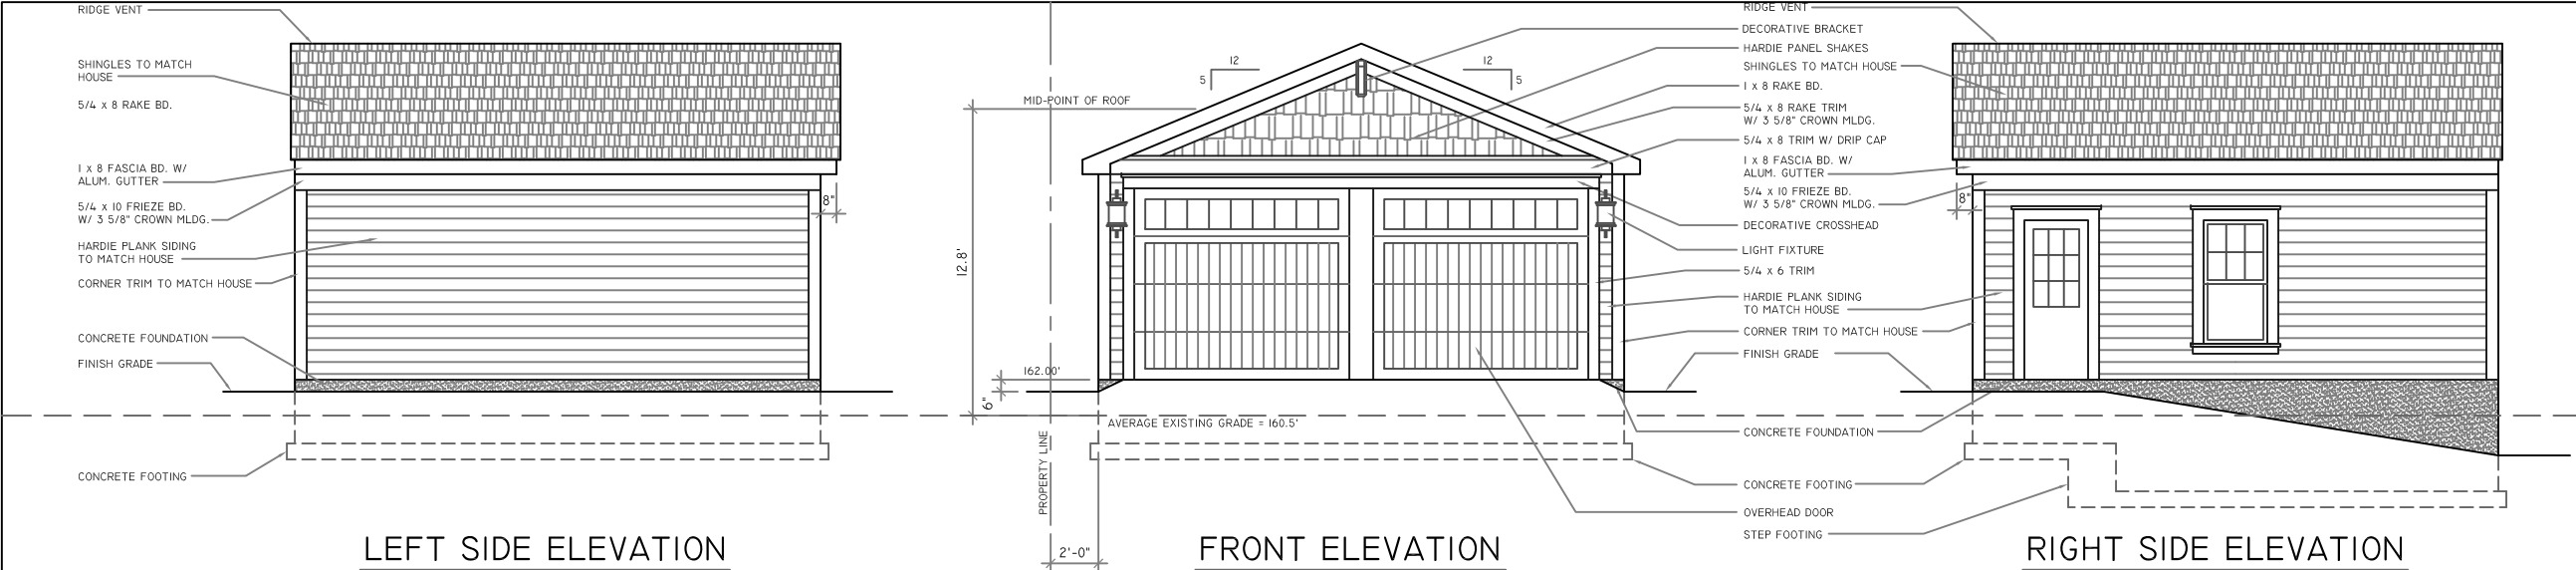 RIDGE VENT
SHINGLES TO MATCH
HOUSE
5/4 x 8 RAKE BD.
1 x 8 FASCIA BD. W/
ALUM. GUTTER
5/4 x 10 FRIEZE BD.
W/ 3 5/8" CROWN MLDG.
HARDIE PLANK SIDING
TO MATCH HOUSE
CORNER TRIM TO MATCH HOUSE
CONCRETE FOUNDATION
FINISH GRADE
CONCRETE FOOTING
8"
LEFT SIDE ELEVATION
12
5
12
5
MID-POINT OF ROOF
12.8'
162.00'
6"
AVERAGE EXISTING GRADE = 160.5'
PROPERTY LINE
2'-0"
FRONT ELEVATION
RIDGE VENT
DECORATIVE BRACKET
HARDIE PANEL SHAKES
SHINGLES TO MATCH HOUSE
1 x 8 RAKE BD.
5/4 x 8 RAKE TRIM
W/ 3 5/8" CROWN MLDG.
5/4 x 8 TRIM W/ DRIP CAP
1 x 8 FASCIA BD. W/
ALUM. GUTTER
5/4 x 10 FRIEZE BD.
W/ 3 5/8" CROWN MLDG.
DECORATIVE CROSSHEAD
LIGHT FIXTURE
5/4 x 6 TRIM
HARDIE PLANK SIDING
TO MATCH HOUSE
CORNER TRIM TO MATCH HOUSE
FINISH GRADE
CONCRETE FOUNDATION
CONCRETE FOOTING
OVERHEAD DOOR
STEP FOOTING
8"
RIGHT SIDE ELEVATION